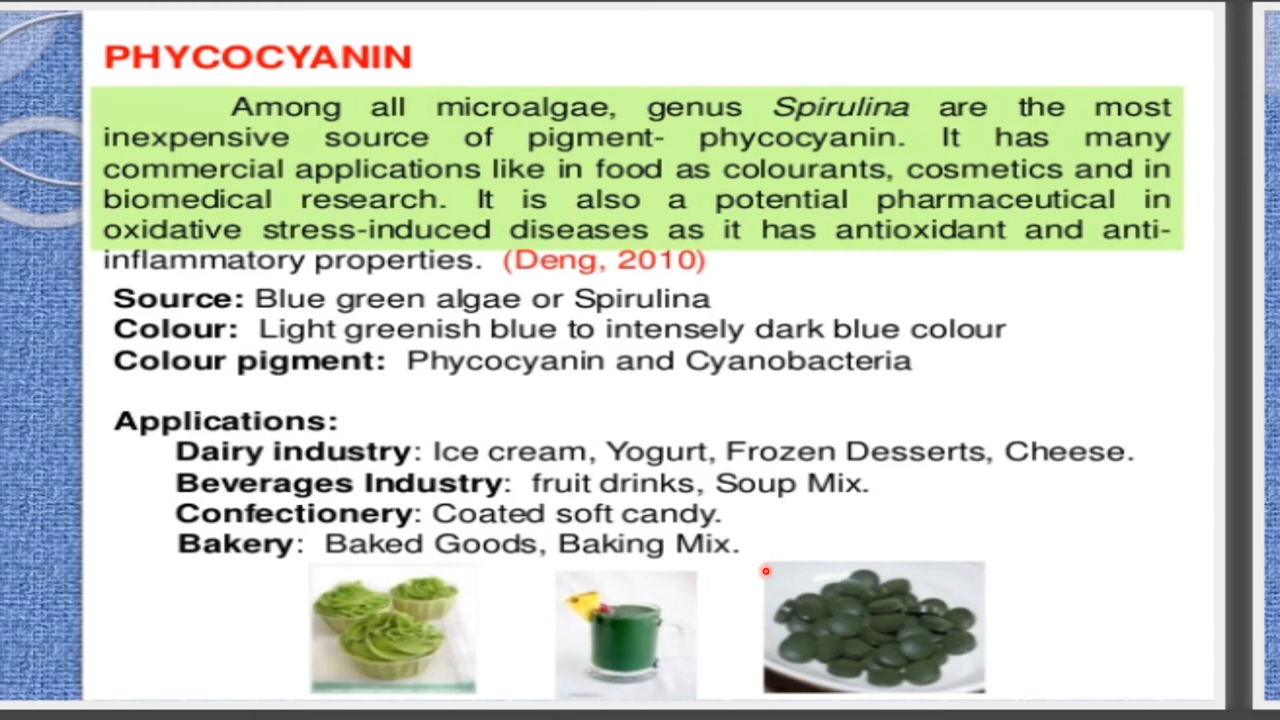 PHYCOCYANIN
Among all microalgae, genus Spirulina are the most
inexpensive source of pigment- phycocyanin. It has many
commercial applications like in food as colourants, cosmetics and in
biomedical research. It is also a potential pharmaceutical in
oxidative stress-induced diseases as it has antioxidant and anti-
inflammatory properties. (Deng, 2010)
Source: Blue green algae or Spirulina
Colour: Light greenish blue to intensely dark blue colour
Colour pigment: Phycocyanin and Cyanobacteria
Applications:
Dairy industry: Ice cream, Yogurt, Frozen Desserts, Cheese.
Beverages Industry: fruit drinks, Soup Mix.
Confectionery: Coated soft candy.
Bakery: Baked Goods, Baking Mix.